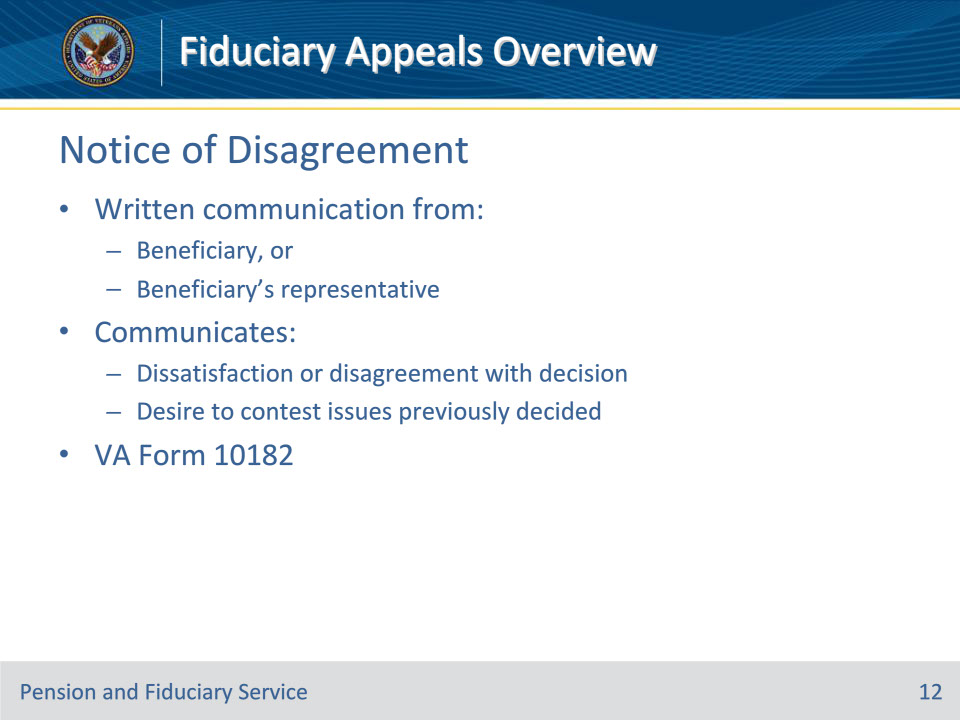 Fiduciary Appeals Overview
Notice of Disagreement
• Written communication from:
– Beneficiary, or
– Beneficiary’s representative
• Communicates:
– Dissatisfaction or disagreement with decision
– Desire to contest issues previously decided
• VA Form 10182
Pension and Fiduciary Service
12